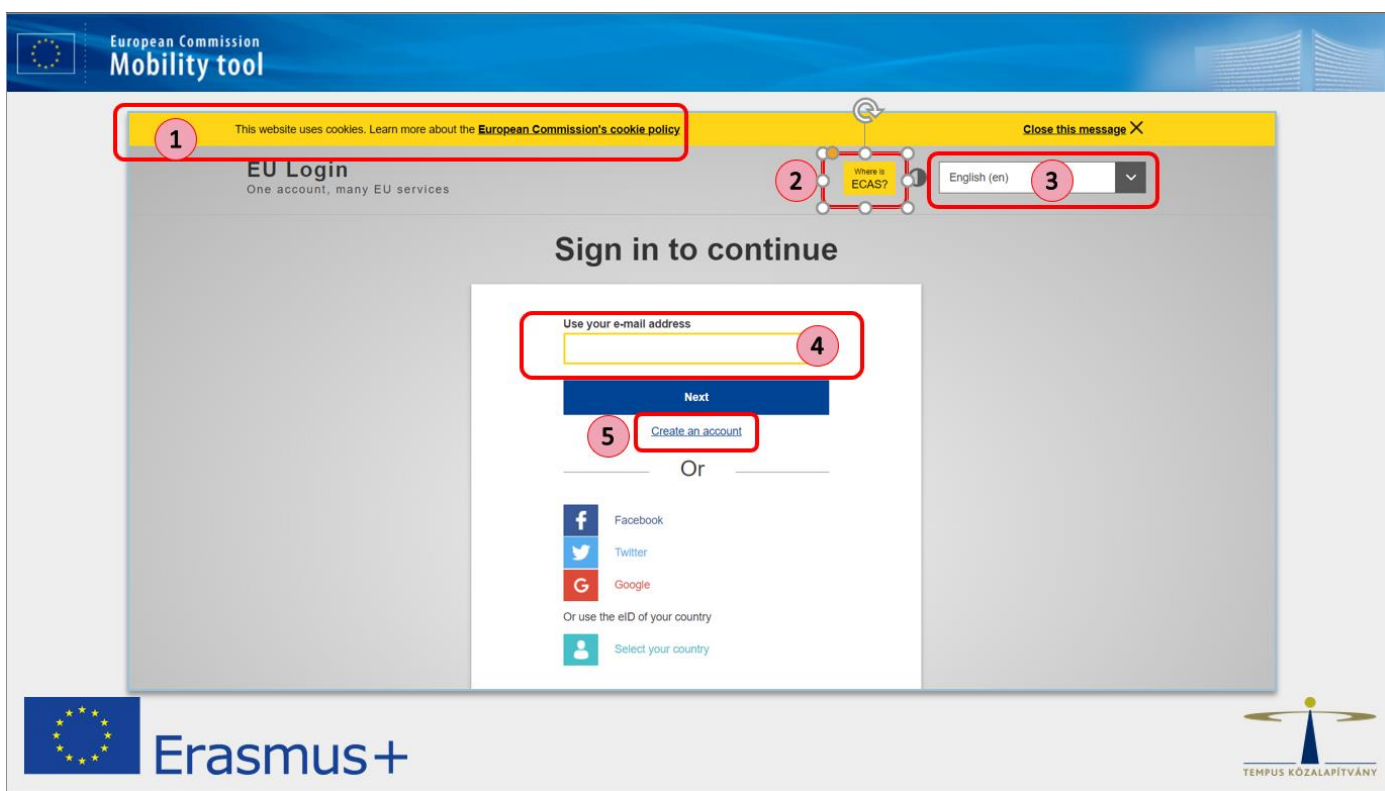 European Commission
Mobility tool
1
This website uses cookies. Learn more about the European Commission's cookie policy
Close this message
EU Login
One account, many EU services
2
Where is
ECAS?
English (en)
3
Sign in to continue
Use your e-mail address
4
Next
5
Create an account
Or
f
Facebook
Twitter
G
Google
Or use the eID of your country
Select your country
Erasmus+
TEMPUS KÖZALAPÍTVÁNY